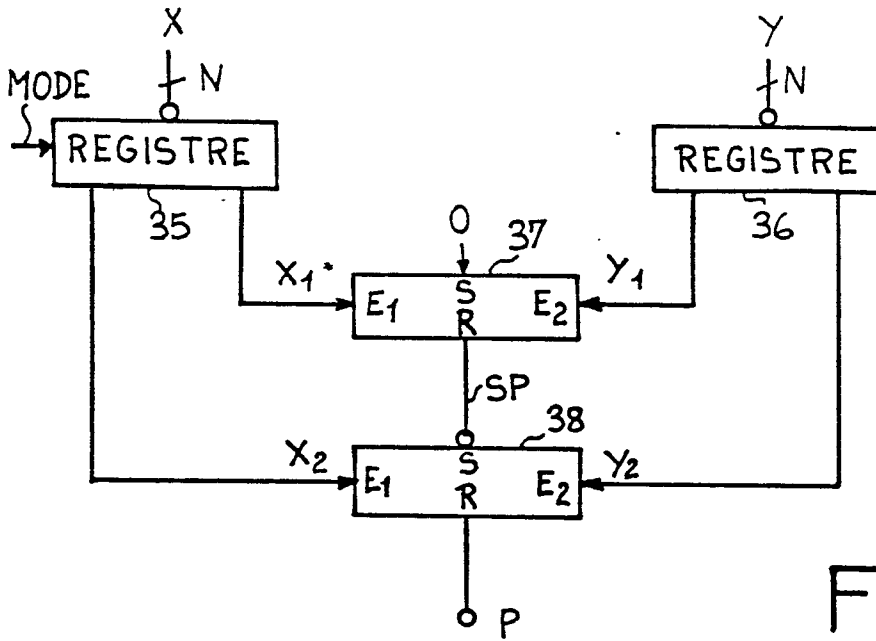 X
Y
N
N
MODE
REGISTRE
REGISTRE
35
36
0
37
X1
Y1
E1
S
R
E2
SP
38
X2
Y2
E1
S
R
E2
P
F